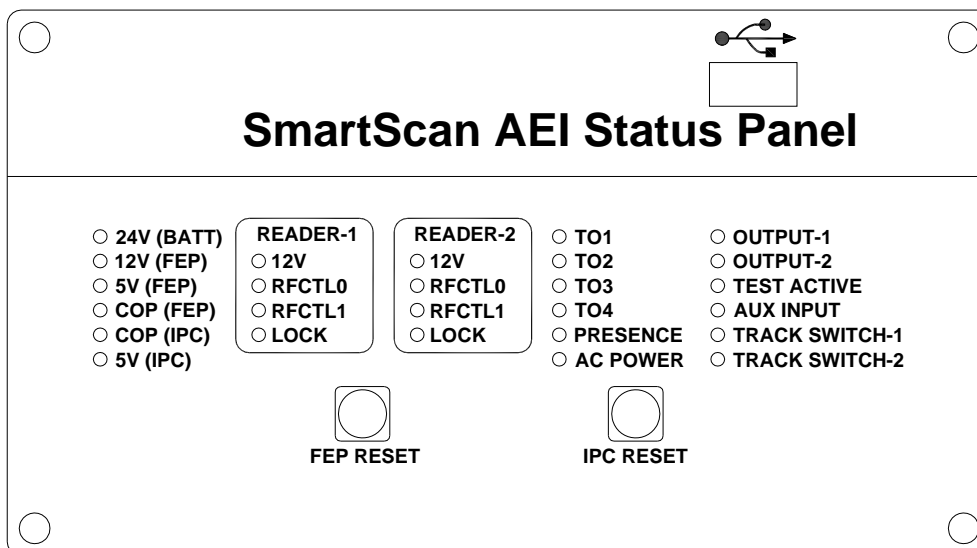 SmartScan AEI Status Panel
24V (BATT)
12V (FEP)
5V (FEP)
COP (FEP)
COP (IPC)
5V (IPC)
READER-1
12V
RFCTL0
RFCTL1
LOCK
READER-2
12V
RFCTL0
RFCTL1
LOCK
TO1
TO2
TO3
TO4
PRESENCE
AC POWER
OUTPUT-1
OUTPUT-2
TEST ACTIVE
AUX INPUT
TRACK SWITCH-1
TRACK SWITCH-2
FEP RESET
IPC RESET